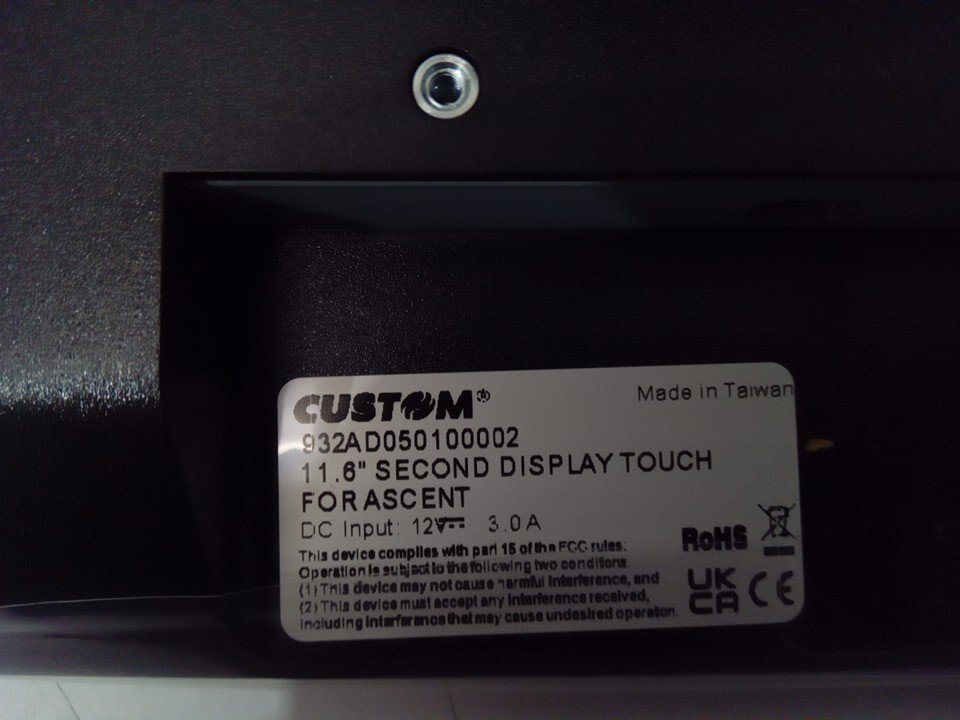 CUSTOM®
Made in Taiwan
932AD050100002
11.6" SECOND DISPLAY TOUCH
FOR ASCENT
DC Input: 12V 3.0A
This device complies with part 15 of the FCC rules:
Operation is subject to the following two conditions
(1) This device may not cause harmful interference, and
(2) This device must accept any interference received,
including interference that may cause undesired operation.
RoHS
UK
CA
CE